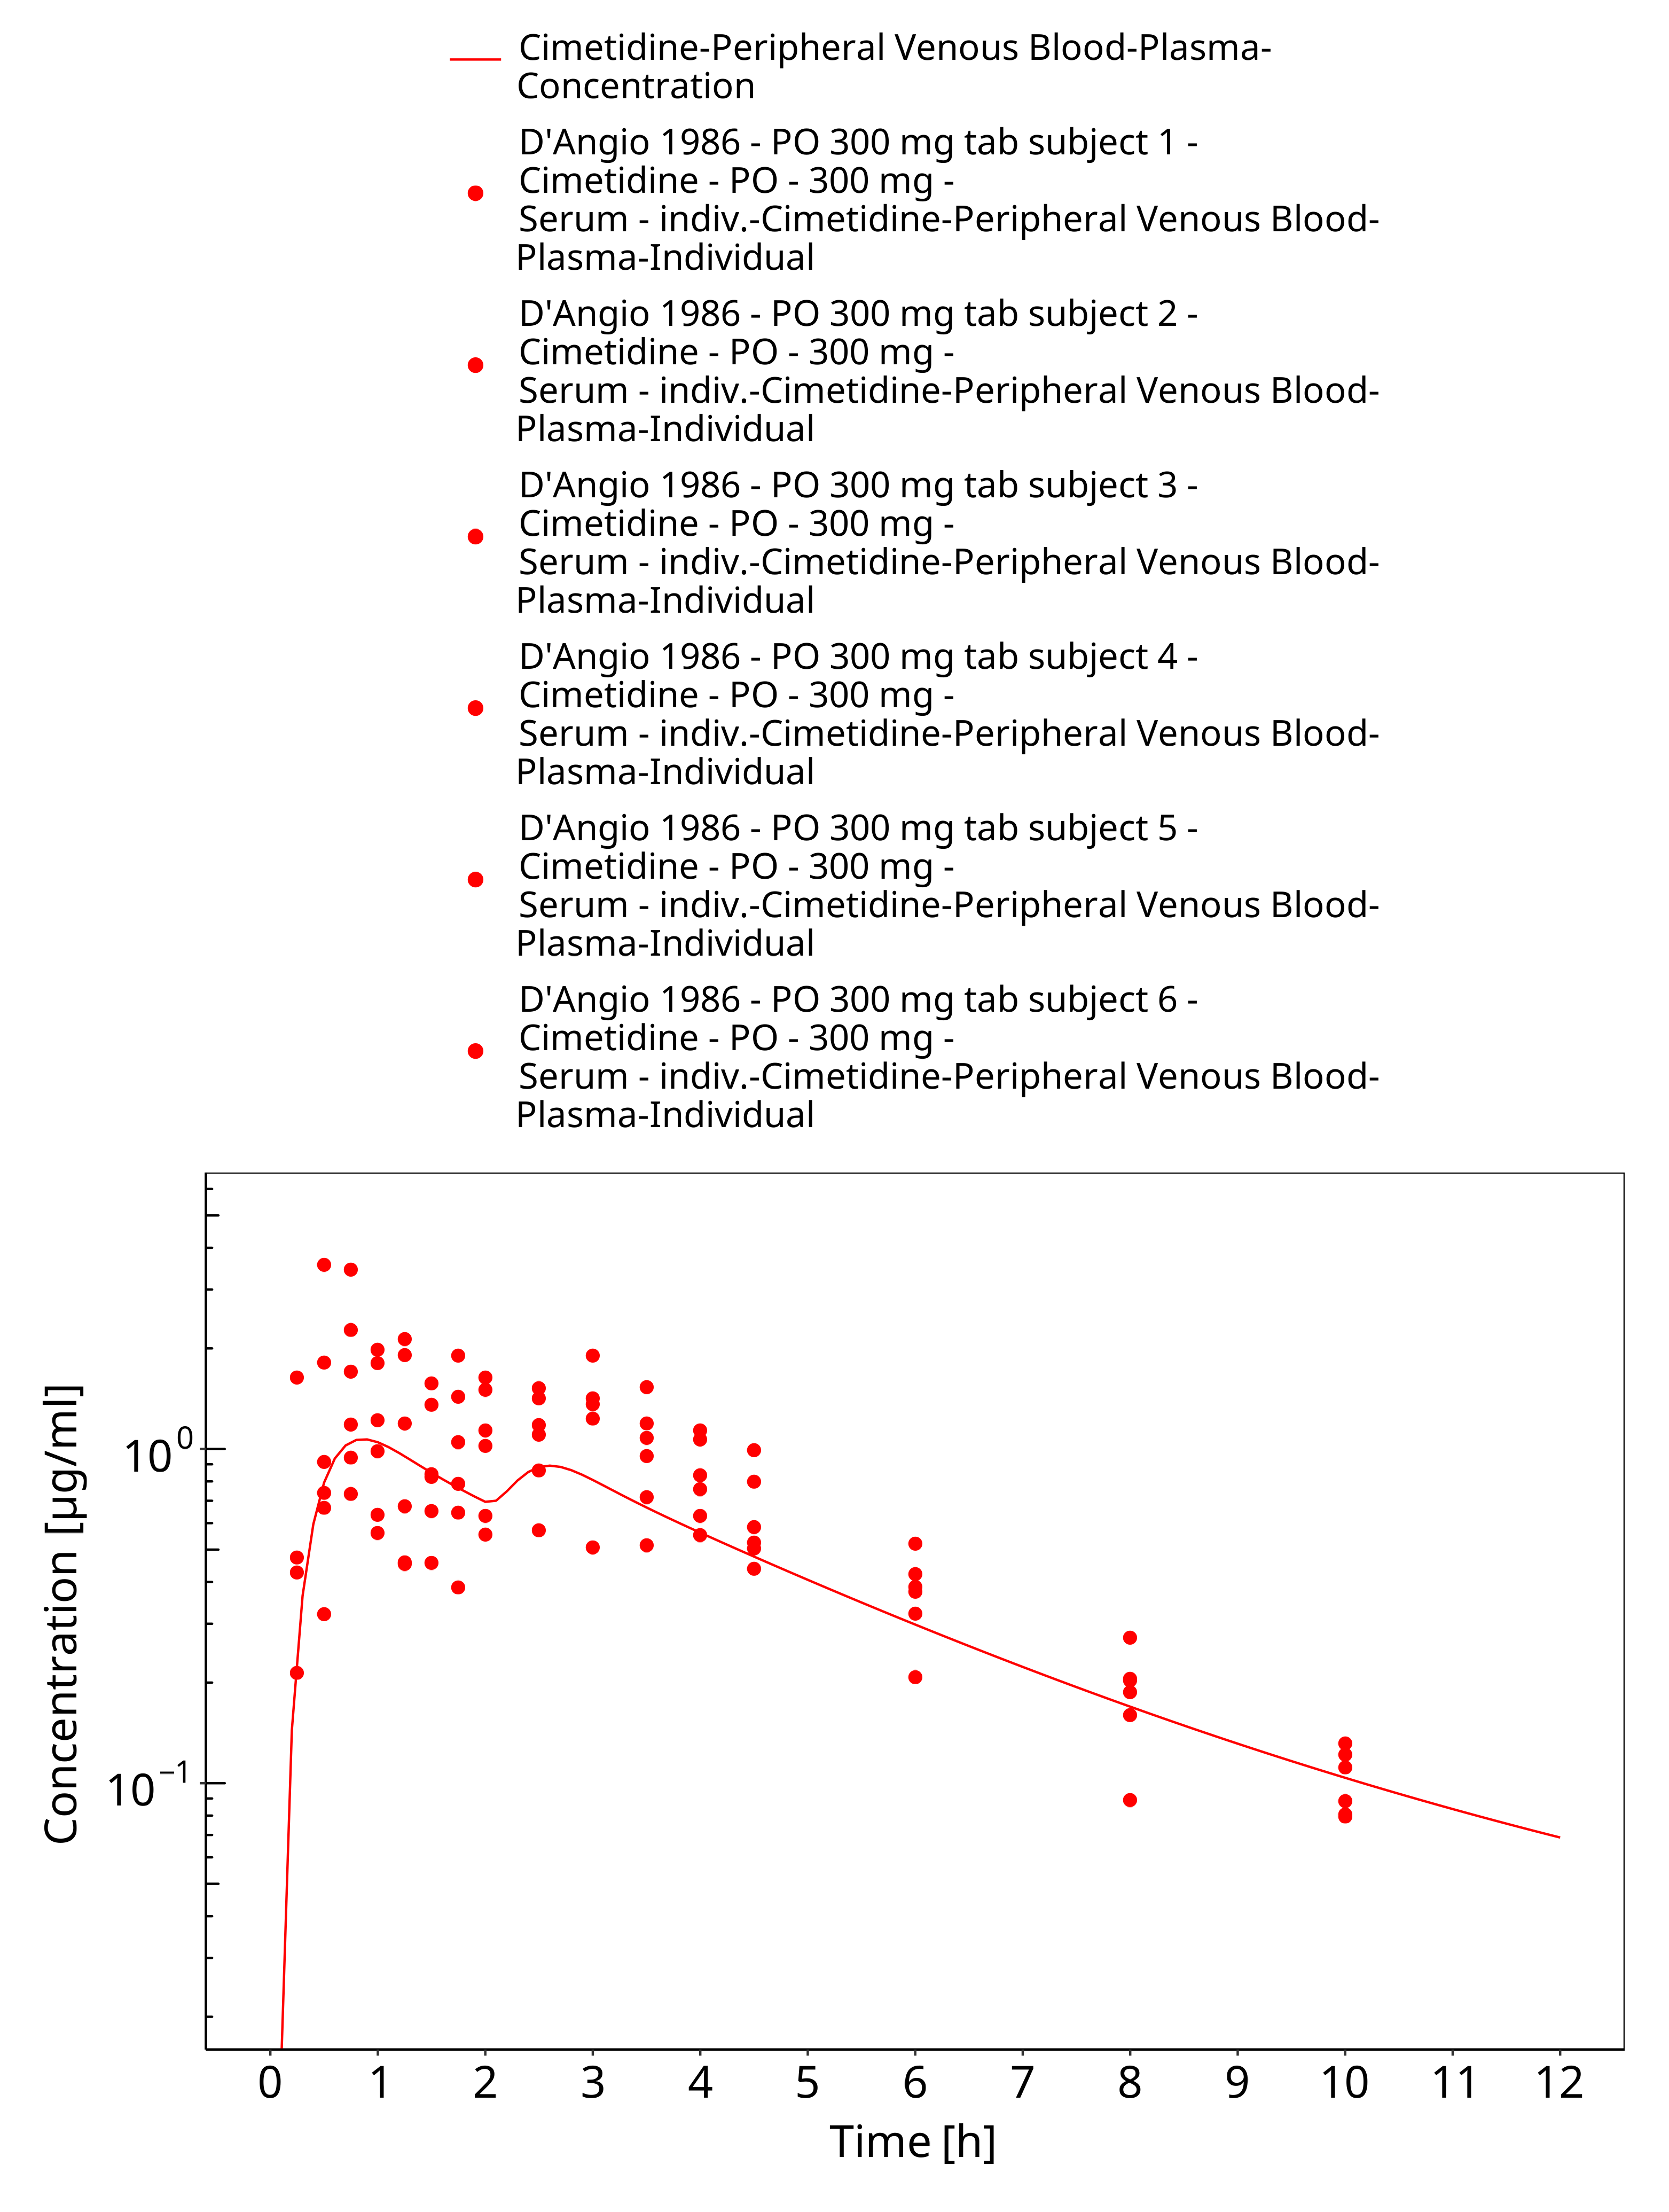 Cimetidine-Peripheral Venous Blood-Plasma-
Concentration
D'Angio 1986 - PO 300 mg tab subject 1 -
Cimetidine - PO - 300 mg -
Serum - indiv.-Cimetidine-Peripheral Venous Blood-
Plasma-Individual
D'Angio 1986 - PO 300 mg tab subject 2 -
Cimetidine - PO - 300 mg -
Serum - indiv.-Cimetidine-Peripheral Venous Blood-
Plasma-Individual
D'Angio 1986 - PO 300 mg tab subject 3 -
Cimetidine - PO - 300 mg -
Serum - indiv.-Cimetidine-Peripheral Venous Blood-
Plasma-Individual
D'Angio 1986 - PO 300 mg tab subject 4 -
Cimetidine - PO - 300 mg -
Serum - indiv.-Cimetidine-Peripheral Venous Blood-
Plasma-Individual
D'Angio 1986 - PO 300 mg tab subject 5 -
Cimetidine - PO - 300 mg -
Serum - indiv.-Cimetidine-Peripheral Venous Blood-
Plasma-Individual
D'Angio 1986 - PO 300 mg tab subject 6 -
Cimetidine - PO - 300 mg -
Serum - indiv.-Cimetidine-Peripheral Venous Blood-
Plasma-Individual
Concentration [µg/ml]
10⁰
10⁻¹
0 1 2 3 4 5 6 7 8 9 10 11 12
Time [h]